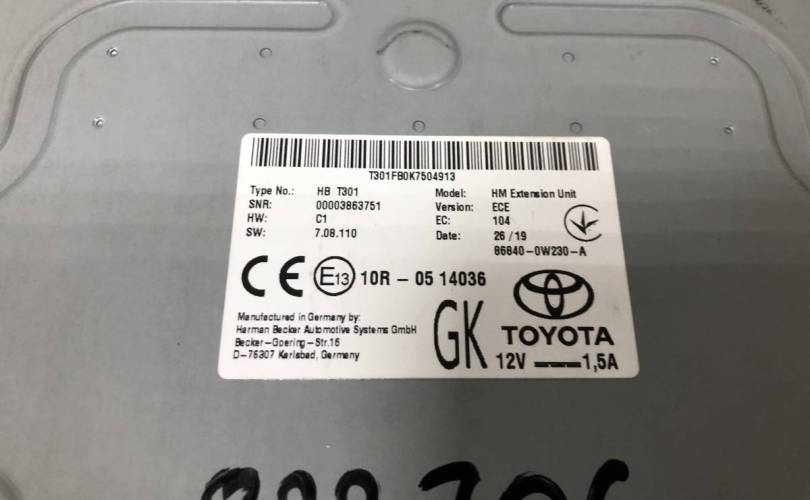 T301FB0K7504913
Type No.: HB T301 Model: HM Extension Unit
SNR: 00003863751 Version: ECE
HW: C1 EC: 104
SW: 7.08.110 Date: 26/19
86840-0W230-A
CE E13 10R - 05 14036
Manufactured in Germany by:
Harman Becker Automotive Systems GmbH
Becker-Goering-Str.16
D-76307 Karlsbad, Germany
GK
TOYOTA
12V 1,5A